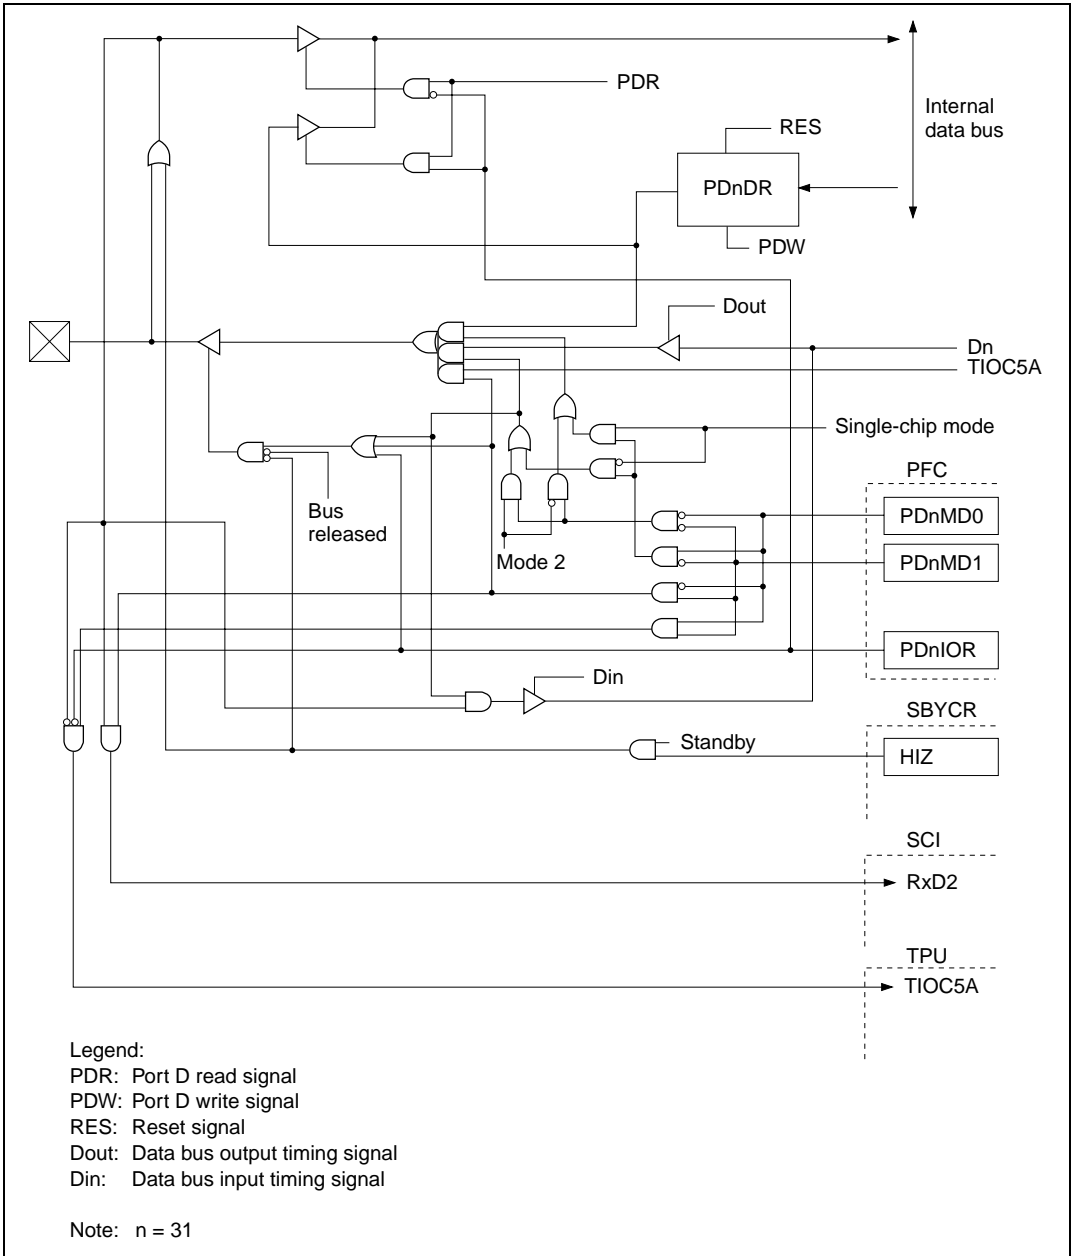 PDR
Internal
data bus
RES
PDnDR
PDW
Dout
Dn
TIOC5A
Single-chip mode
PFC
PDnMD0
Bus
released
Mode 2
PDnMD1
PDnIOR
Din
SBYCR
Standby
HIZ
SCI
RxD2
TPU
TIOC5A
Legend:
PDR: Port D read signal
PDW: Port D write signal
RES: Reset signal
Dout: Data bus output timing signal
Din: Data bus input timing signal
Note: n = 31